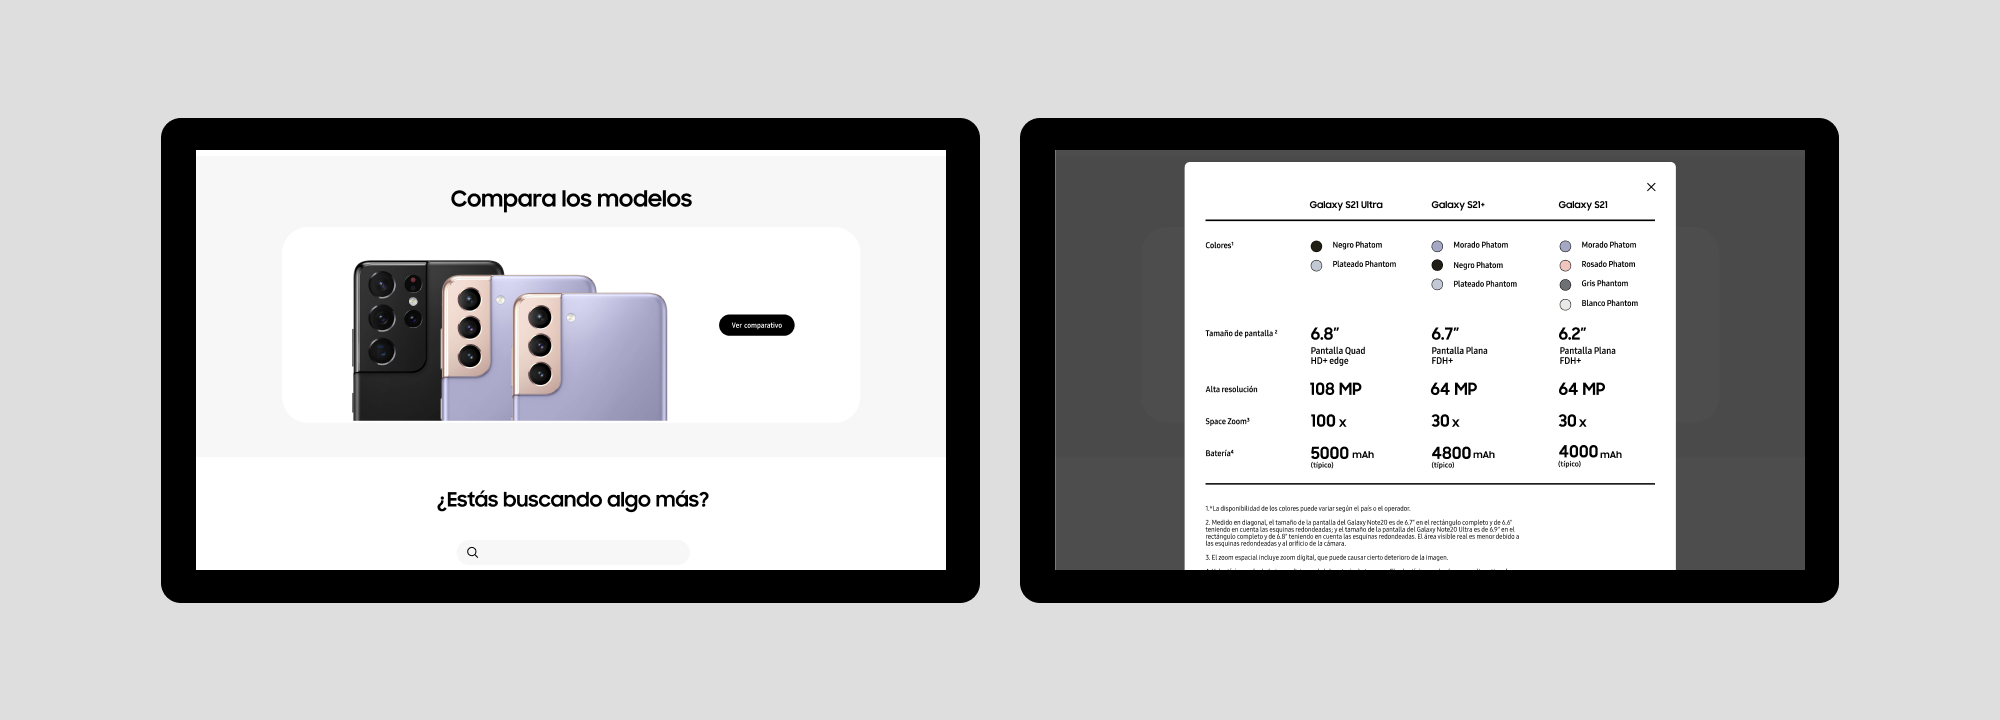 Compara los modelos
Ver comparativo
¿Estás buscando algo más?
Galaxy S21 Ultra
Galaxy S21+
Galaxy S21
Colores¹
Negro Phatom
Plateado Phantom
Morado Phatom
Negro Phatom
Plateado Phantom
Morado Phatom
Rosado Phatom
Gris Phantom
Blanco Phantom
Tamaño de pantalla ²
6.8”
Pantalla Quad
HD+ edge
6.7”
Pantalla Plana
FDH+
6.2”
Pantalla Plana
FDH+
Alta resolución
108 MP
64 MP
64 MP
Space Zoom³
100 x
30 x
30 x
Batería⁴
5000 mAh
(típico)
4800 mAh
(típico)
4000 mAh
(típico)
1.*La disponibilidad de los colores puede variar según el país o el operador.
2. Medido en diagonal, el tamaño de la pantalla del Galaxy Note20 es de 6.7" en el rectángulo completo y de 6.6"
teniendo en cuenta las esquinas redondeadas; y el tamaño de la pantalla del Galaxy Note20 Ultra es de 6.9" en el
rectángulo completo y de 6.8" teniendo en cuenta las esquinas redondeadas. El área visible real es menor debido a
las esquinas redondeadas y al orificio de la cámara.
3. El zoom espacial incluye zoom digital, que puede causar cierto deterioro de la imagen.